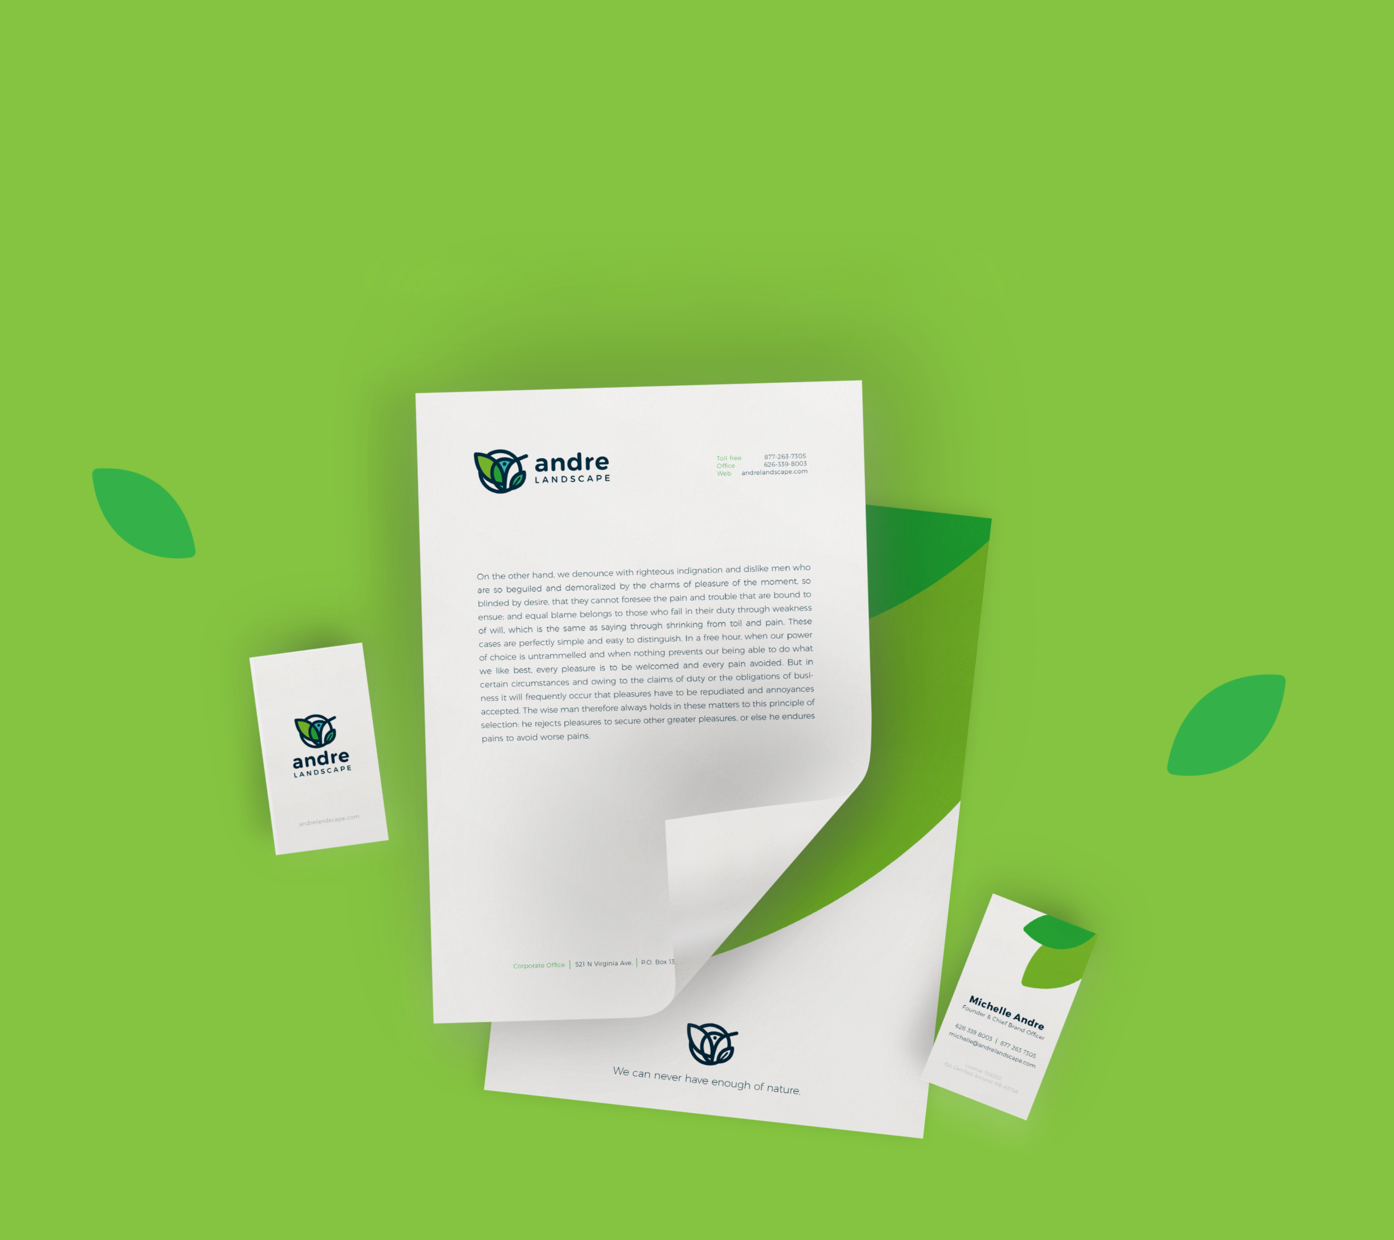 andre
LANDSCAPE
Toll free 877-263-7305
Office 626-339-8003
Web andrelandscape.com
On the other hand, we denounce with righteous indignation and dislike men who
are so beguiled and demoralized by the charms of pleasure of the moment, so
blinded by desire, that they cannot foresee the pain and trouble that are bound to
ensue; and equal blame belongs to those who fail in their duty through weakness
of will, which is the same as saying through shrinking from toil and pain. These
cases are perfectly simple and easy to distinguish. In a free hour, when our power
of choice is untrammelled and when nothing prevents our being able to do what
we like best, every pleasure is to be welcomed and every pain avoided. But in
certain circumstances and owing to the claims of duty or the obligations of busi-
ness it will frequently occur that pleasures have to be repudiated and annoyances
accepted. The wise man therefore always holds in these matters to this principle of
selection: he rejects pleasures to secure other greater pleasures, or else he endures
pains to avoid worse pains.
Corporate Office | 521 N Virginia Ave. | P.O. Box 13
andre
LANDSCAPE
andrelandscape.com
We can never have enough of nature.
Michelle Andre
Founder & Chief Brand Officer
626 339 8003 | 877 263 7305
michelle@andrelandscape.com